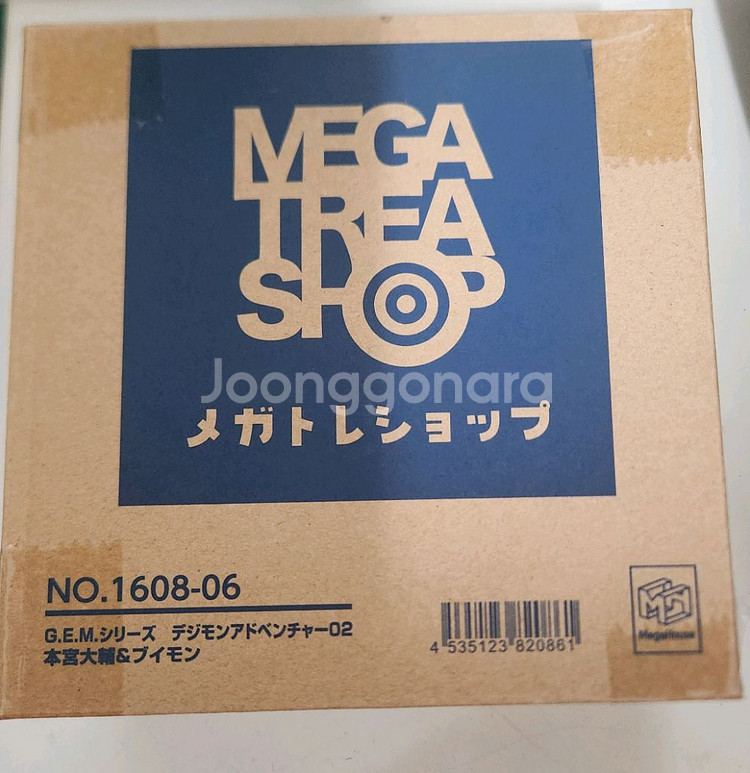 MEGA
TREA
SHOP
Joonggonara
メガトレショップ
NO.1608-06
G.E.M.シリーズ デジモンアドベンチャー02
本宮大輔&ブイモン
4 535123 820861
MegaHouse